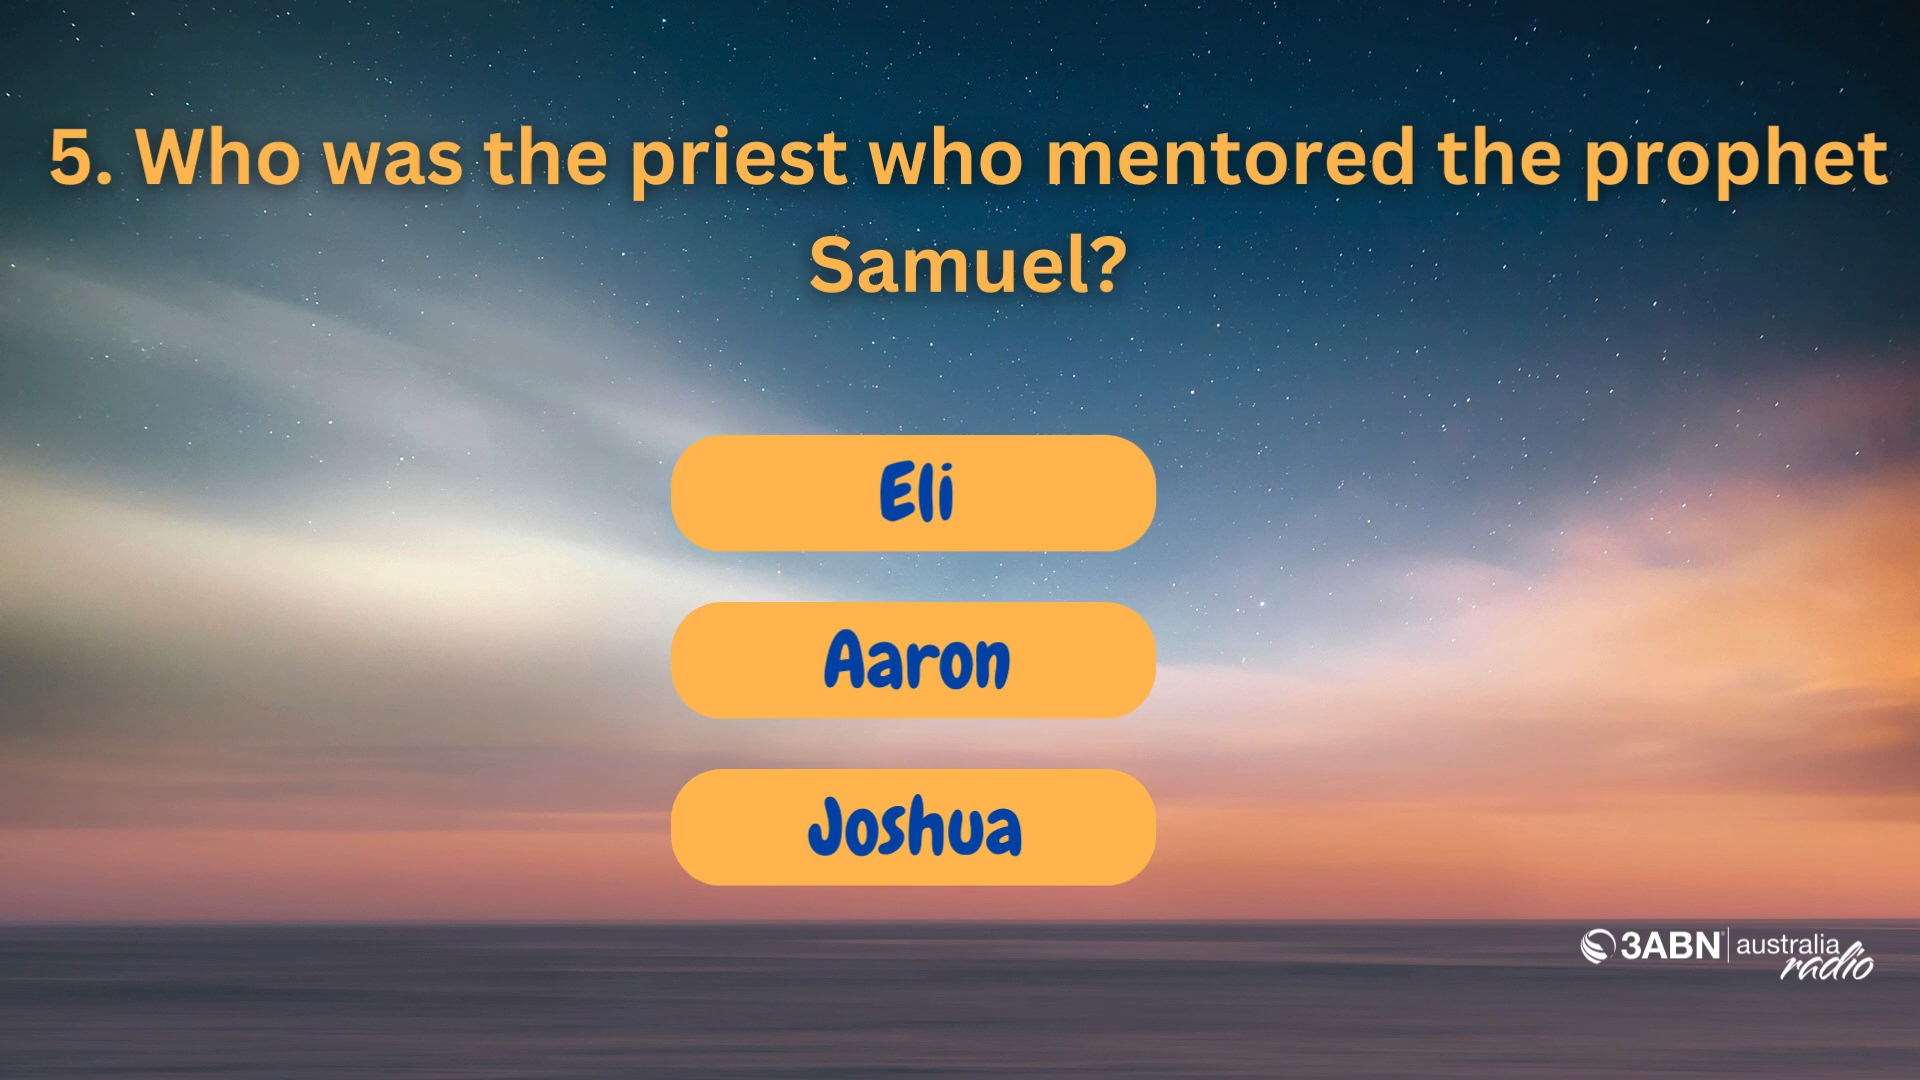 5. Who was the priest who mentored the prophet
Samuel?
Eli
Aaron
Joshua
3ABN australia
radio